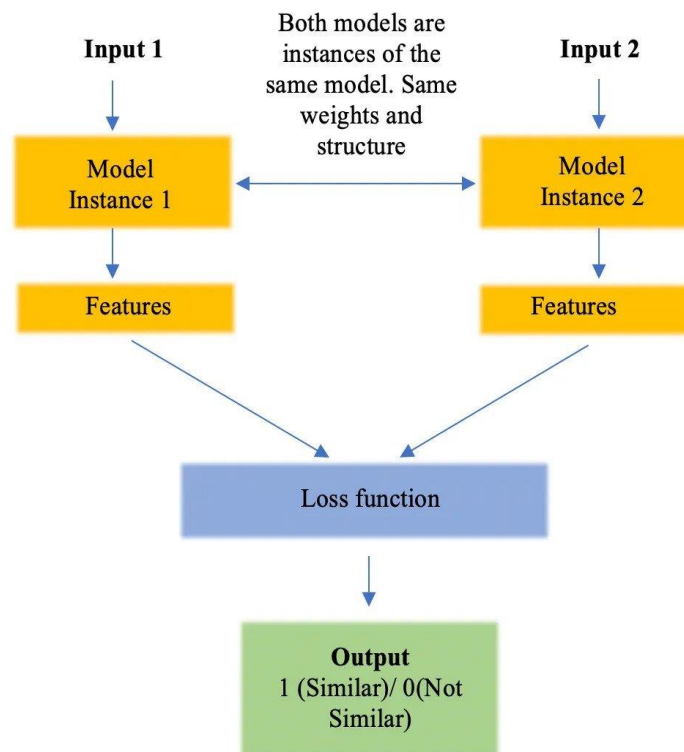 Input 1
Both models are
instances of the
same model. Same
weights and
structure
Input 2
Model
Instance 1
Model
Instance 2
Features
Features
Loss function
Output
1 (Similar)/ 0(Not
Similar)